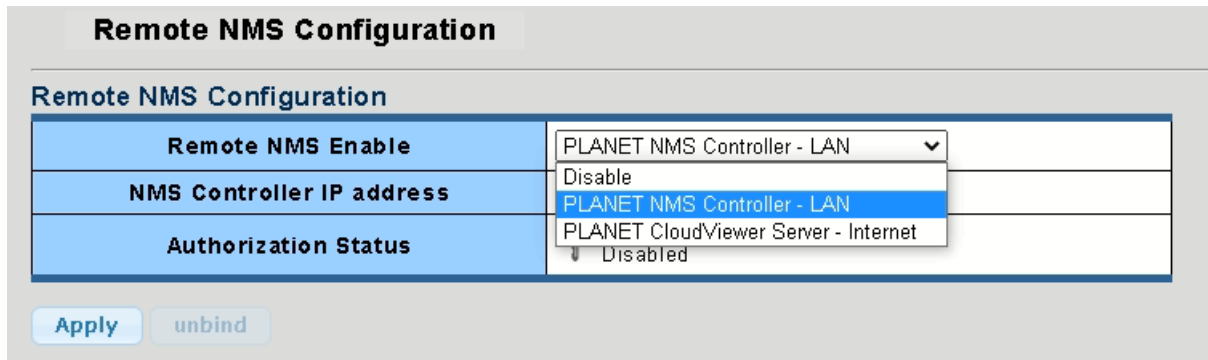 Remote NMS Configuration
Remote NMS Configuration
Remote NMS Enable
PLANET NMS Controller - LAN
Disable
NMS Controller IP address
PLANET NMS Controller - LAN
PLANET CloudViewer Server - Internet
Authorization Status
Disabled
Apply unbind